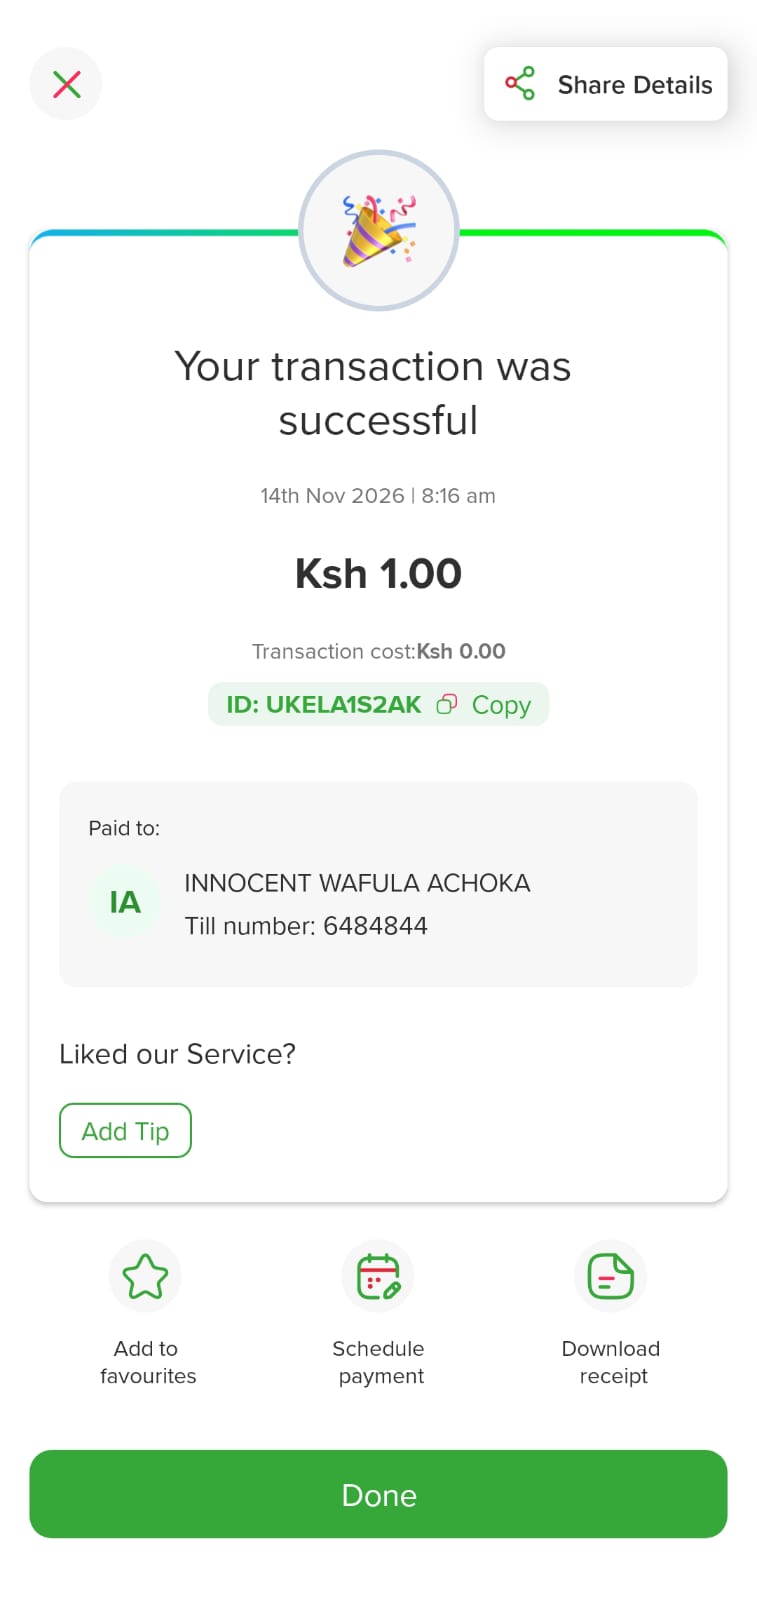 Share Details
Your transaction was
successful
14th Nov 2026 | 8:16 am
Ksh 1.00
Transaction cost:Ksh 0.00
ID: UKELA1S2AK Copy
Paid to:
IA
INNOCENT WAFULA ACHOKA
Till number: 6484844
Liked our Service?
Add Tip
Add to
favourites
Schedule
payment
Download
receipt
Done